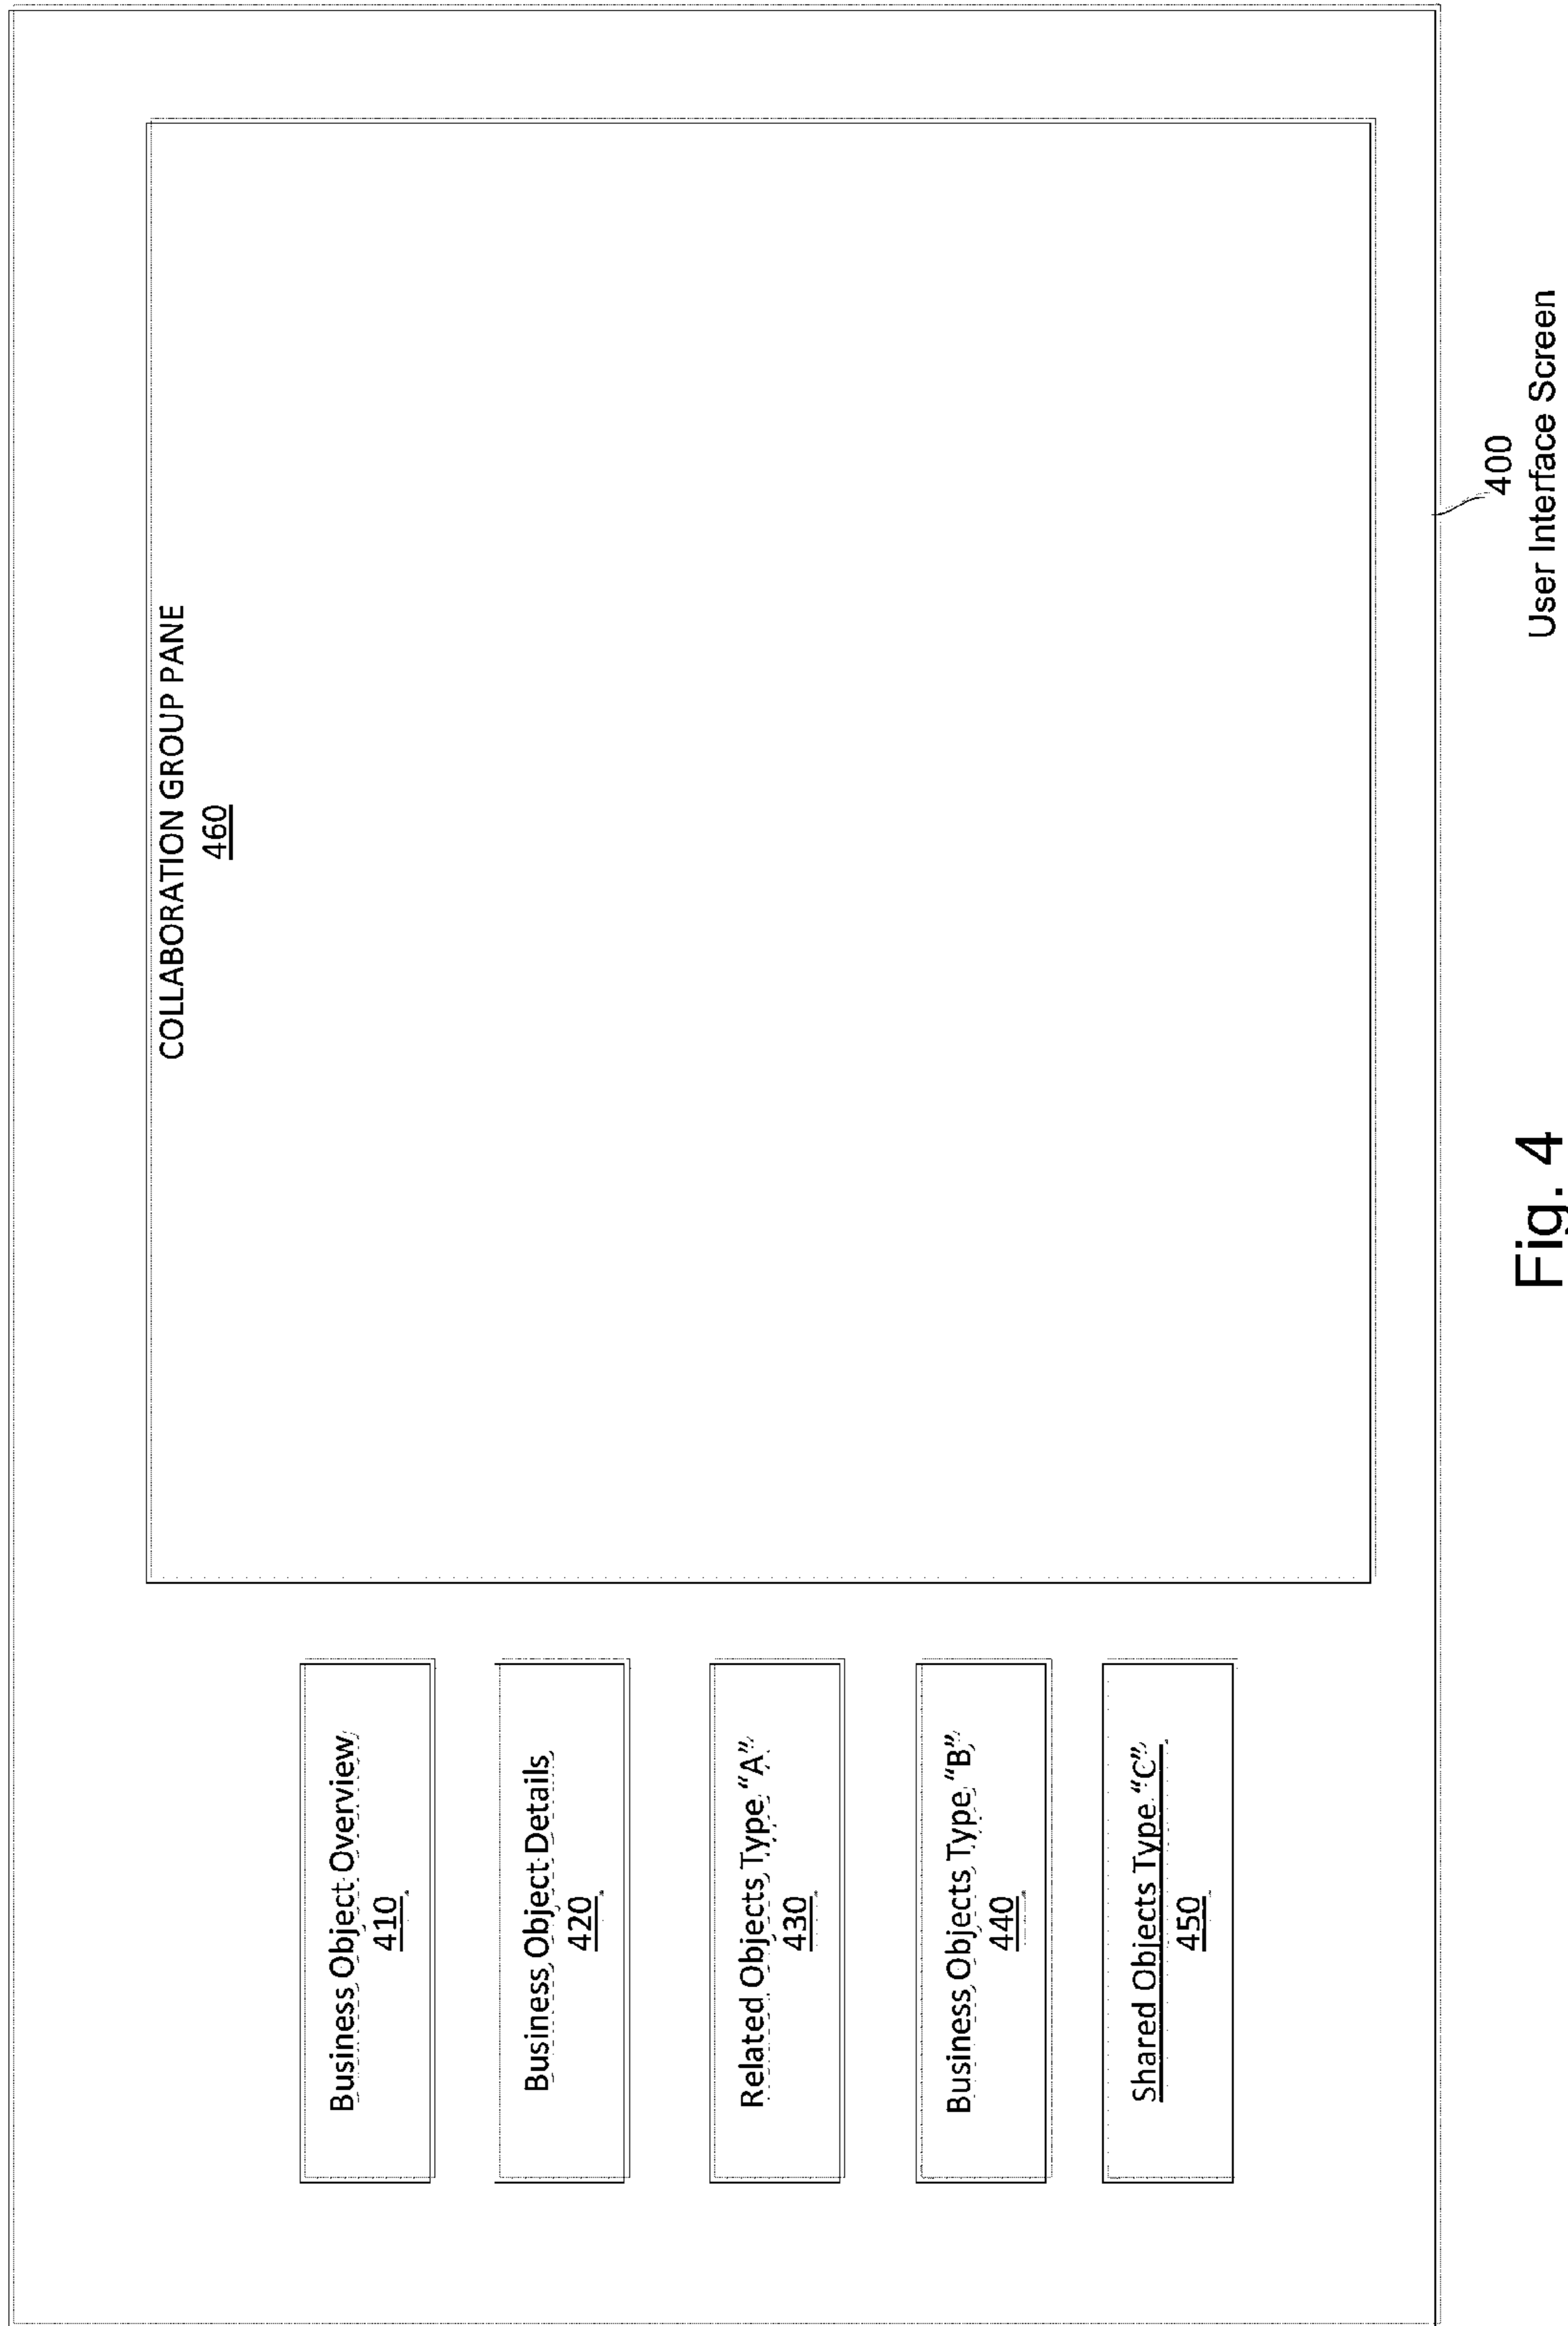 COLLABORATION GROUP PANE
460
Business Object Overview
410
Business Object Details
420
Related Objects Type "A"
430
Business Objects Type "B"
440
Shared Objects Type "C"
450
400
User Interface Screen
Fig. 4